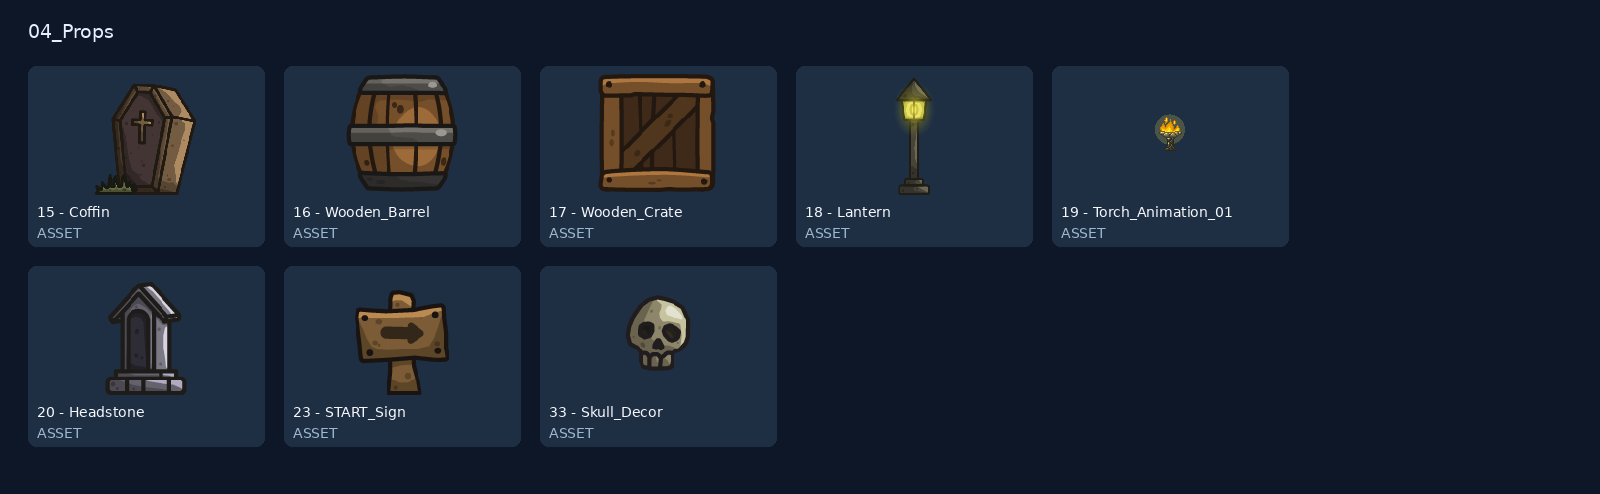 04_Props
15 - Coffin
ASSET
16 - Wooden_Barrel
ASSET
17 - Wooden_Crate
ASSET
18 - Lantern
ASSET
19 - Torch_Animation_01
ASSET
20 - Headstone
ASSET
23 - START_Sign
ASSET
33 - Skull_Decor
ASSET